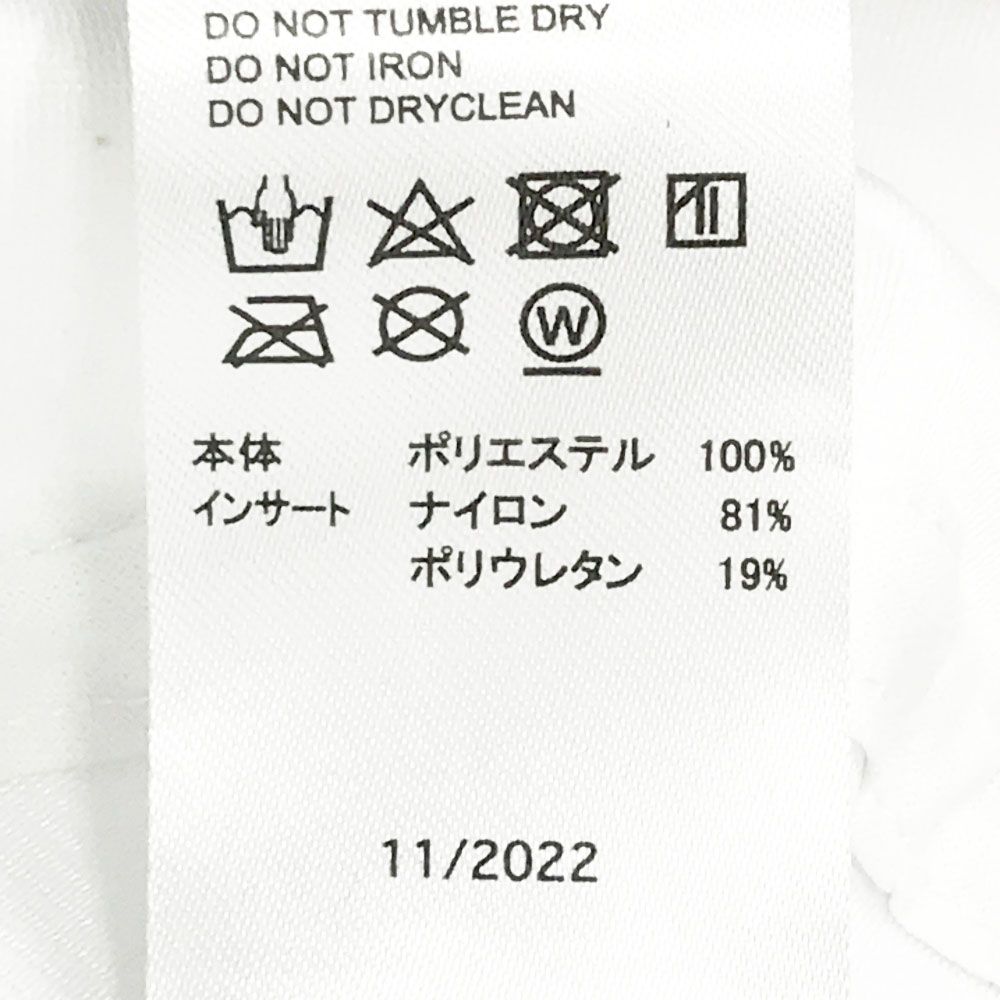 DO NOT TUMBLE DRY
DO NOT IRON
DO NOT DRYCLEAN
W
本体 ポリエステル 100%
インサート ナイロン 81%
ポリウレタン 19%
11/2022